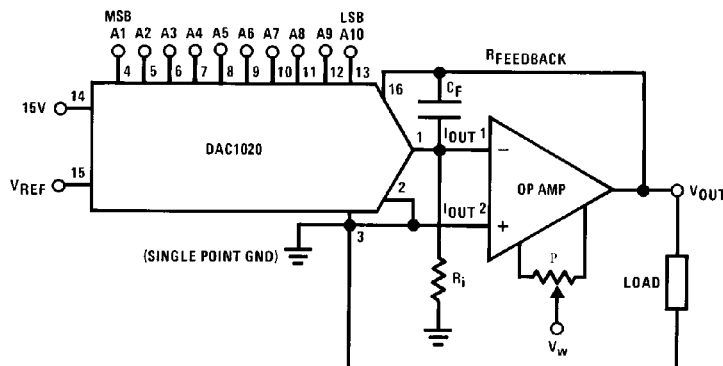 MSB LSB
A1 A2 A3 A4 A5 A6 A7 A8 A9 A10
4 5 6 7 8 9 10 11 12 13
RFEEDBACK
16
CF
15V 14
DAC1020
1 IOUT 1
−
OP AMP
VOUT
VREF 15
2
IOUT 2
+
3
(SINGLE POINT GND)
P
Ri
LOAD
VW